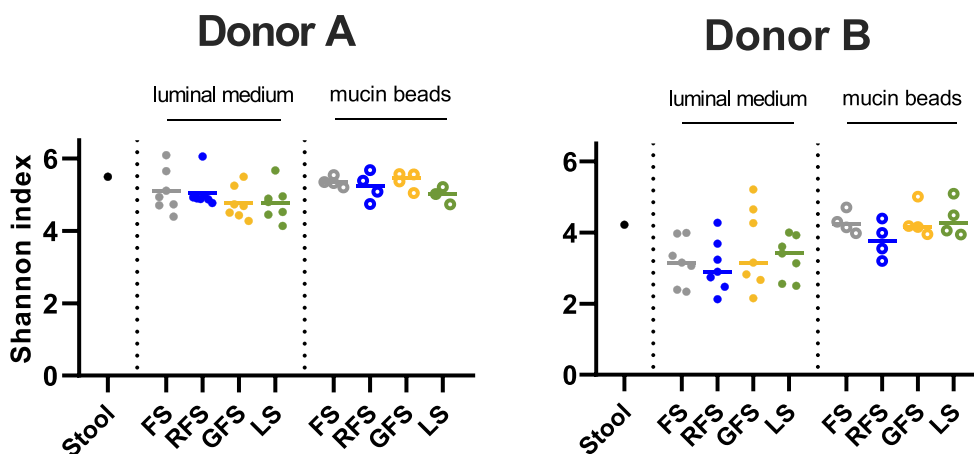 Donor A
luminal medium
mucin beads
Shannon index
6
4
2
0
Stool
FS
RFS
GFS
LS
FS
RFS
GFS
LS
Donor B
luminal medium
mucin beads
6
4
2
0
Stool
FS
RFS
GFS
LS
FS
RFS
GFS
LS